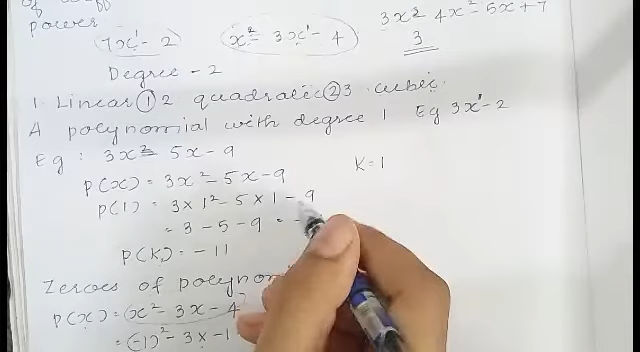 power
7x¹ - 2 x² - 3x¹ - 4 3x² 4x² - 5x + 7
3
Degree - 2
1. Linear ① 2 quadratic ② 3 cubic.
A polynomial with degree 1 Eg 3x¹ - 2
Eg : 3x² - 5x - 9
P(x) = 3x² - 5x - 9 K = 1
P(1) = 3 × 1² - 5 × 1 - 9
= 3 - 5 - 9 = -
P(K) = - 11
Zeroes of polynom
P(x) = (x² - 3x - 4
= (-1)² - 3 x - 1